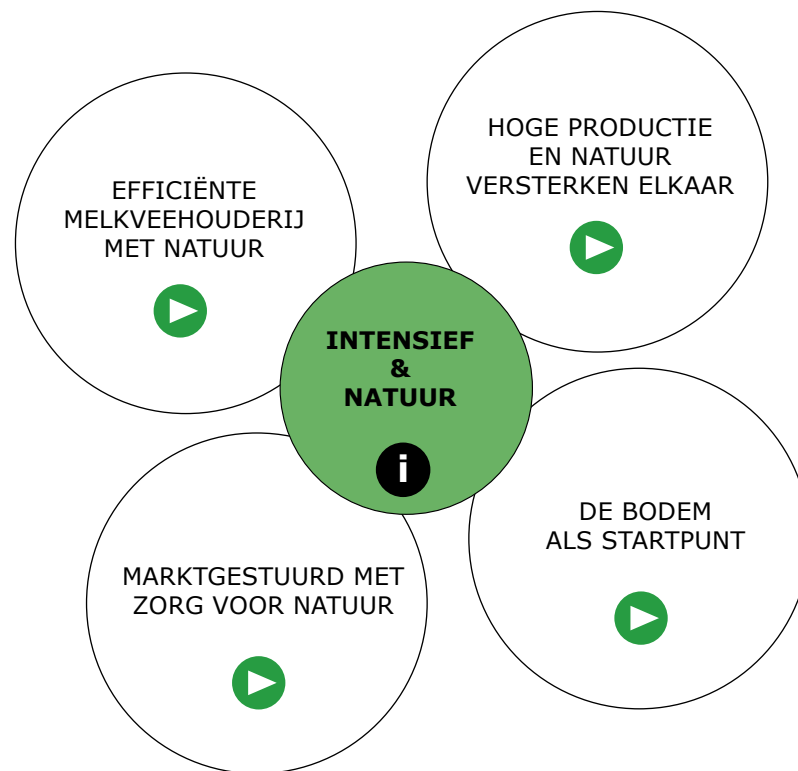 EFFICIËNTE
MELKVEEHOUDERIJ
MET NATUUR
HOGE PRODUCTIE
EN NATUUR
VERSTERKEN ELKAAR
INTENSIEF
&
NATUUR
i
MARKTGESTUURD MET
ZORG VOOR NATUUR
DE BODEM
ALS STARTPUNT